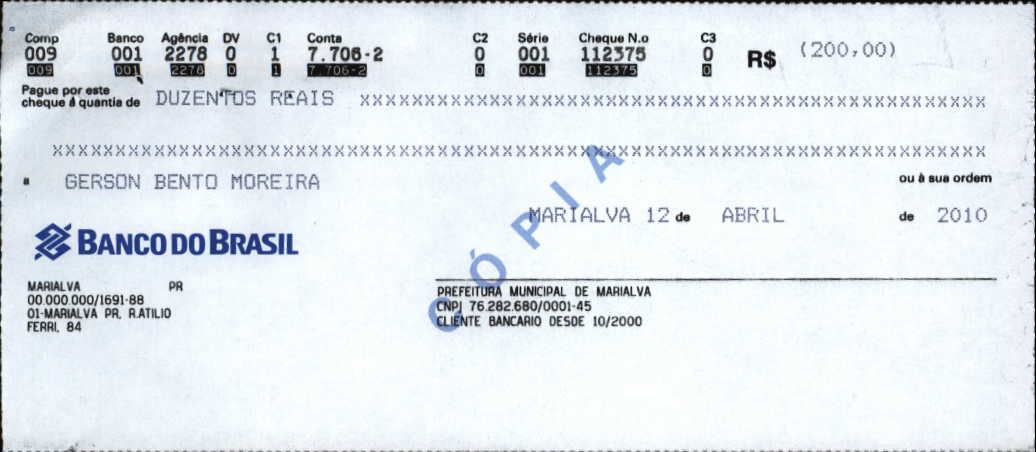 Comp Banco Agência DV C1 Conta C2 Série Cheque N.o C3
009 001 2278 0 1 7.706-2 0 001 112375 0 R$ (200,00)
009 001 2278 0 1 7.706-2 0 001 112375 0
Pague por este
cheque á quantia de DUZENTOS REAIS xxxxxxxxxxxxxxxxxxxxxxxxxxxxxxxxxxxxxxxxxxxxxxxxxxxxxx
xxxxxxxxxxxxxxxxxxxxxxxxxxxxxxxxxxxxxxxxxxxxxxxxxxxxxxxxxxxxxxxxxxxxxxxxxxxxx
a GERSON BENTO MOREIRA ou à sua ordem
MARIALVA 12 de ABRIL de 2010
CÓPIA
BANCO DO BRASIL
MARIALVA PR
00.000.000/1691-88
01-MARIALVA PR, R.ATILIO
FERRI, 84
PREFEITURA MUNICIPAL DE MARIALVA
CNPJ 76.282.680/0001-45
CLIENTE BANCARIO DESDE 10/2000